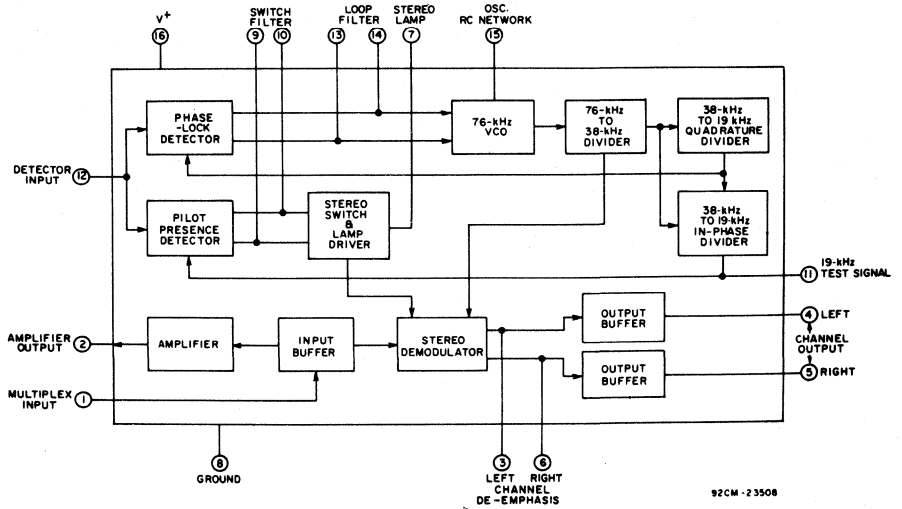 V+
16
SWITCH
FILTER
9
10
LOOP
FILTER
13
14
STEREO
LAMP
7
OSC.
RC NETWORK
15
PHASE
-LOCK
DETECTOR
76-kHz
VCO
76-kHz
TO
38-kHz
DIVIDER
38-kHz
TO 19 kHz
QUADRATURE
DIVIDER
DETECTOR
INPUT
12
PILOT
PRESENCE
DETECTOR
STEREO
SWITCH
&
LAMP
DRIVER
38-kHz
TO 19-kHz
IN-PHASE
DIVIDER
11
19-kHz
TEST SIGNAL
AMPLIFIER
OUTPUT
2
AMPLIFIER
INPUT
BUFFER
STEREO
DEMODULATOR
OUTPUT
BUFFER
4 LEFT
CHANNEL
OUTPUT
OUTPUT
BUFFER
5 RIGHT
MULTIPLEX
INPUT
1
8
GROUND
3
6
LEFT RIGHT
CHANNEL
DE-EMPHASIS
92CM-23508